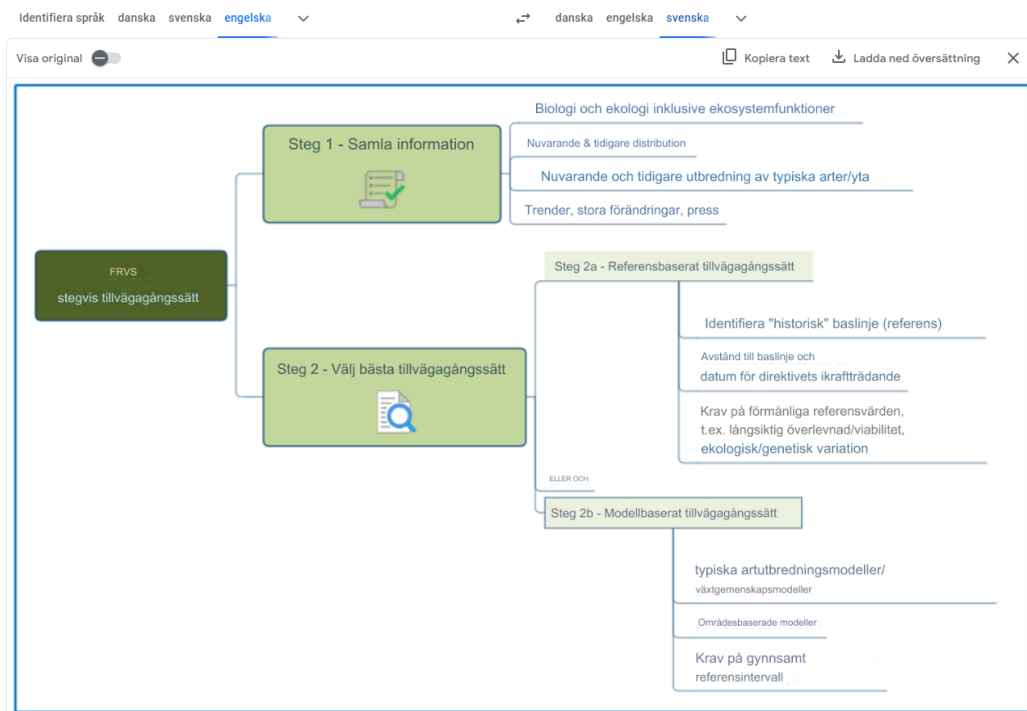 Identifiera språk danska svenska engelska danska engelska svenska
Visa original Kopiera text Ladda ned översättning
Biologi och ekologi inklusive ekosystemfunktioner
Steg 1 - Samla information
Nuvarande & tidigare distribution
Nuvarande och tidigare utbredning av typiska arter/yta
Trender, stora förändringar, press
FRVS
stegvis tillvägagångssätt
Steg 2a - Referensbaserat tillvägagångssätt
Identifiera "historisk" baslinje (referens)
Avstånd till baslinje och
datum för direktivets ikraftträdande
Krav på förmånliga referensvärden,
t.ex. långsiktig överlevnad/viabilitet,
ekologisk/genetisk variation
Steg 2 - Välj bästa tillvägagångssätt
ELLER OCH
Steg 2b - Modellbaserat tillvägagångssätt
typiska artutbredningsmodeller/
växtgemenskapsmodeller
Områdesbaserade modeller
Krav på gynnsamt
referensintervall